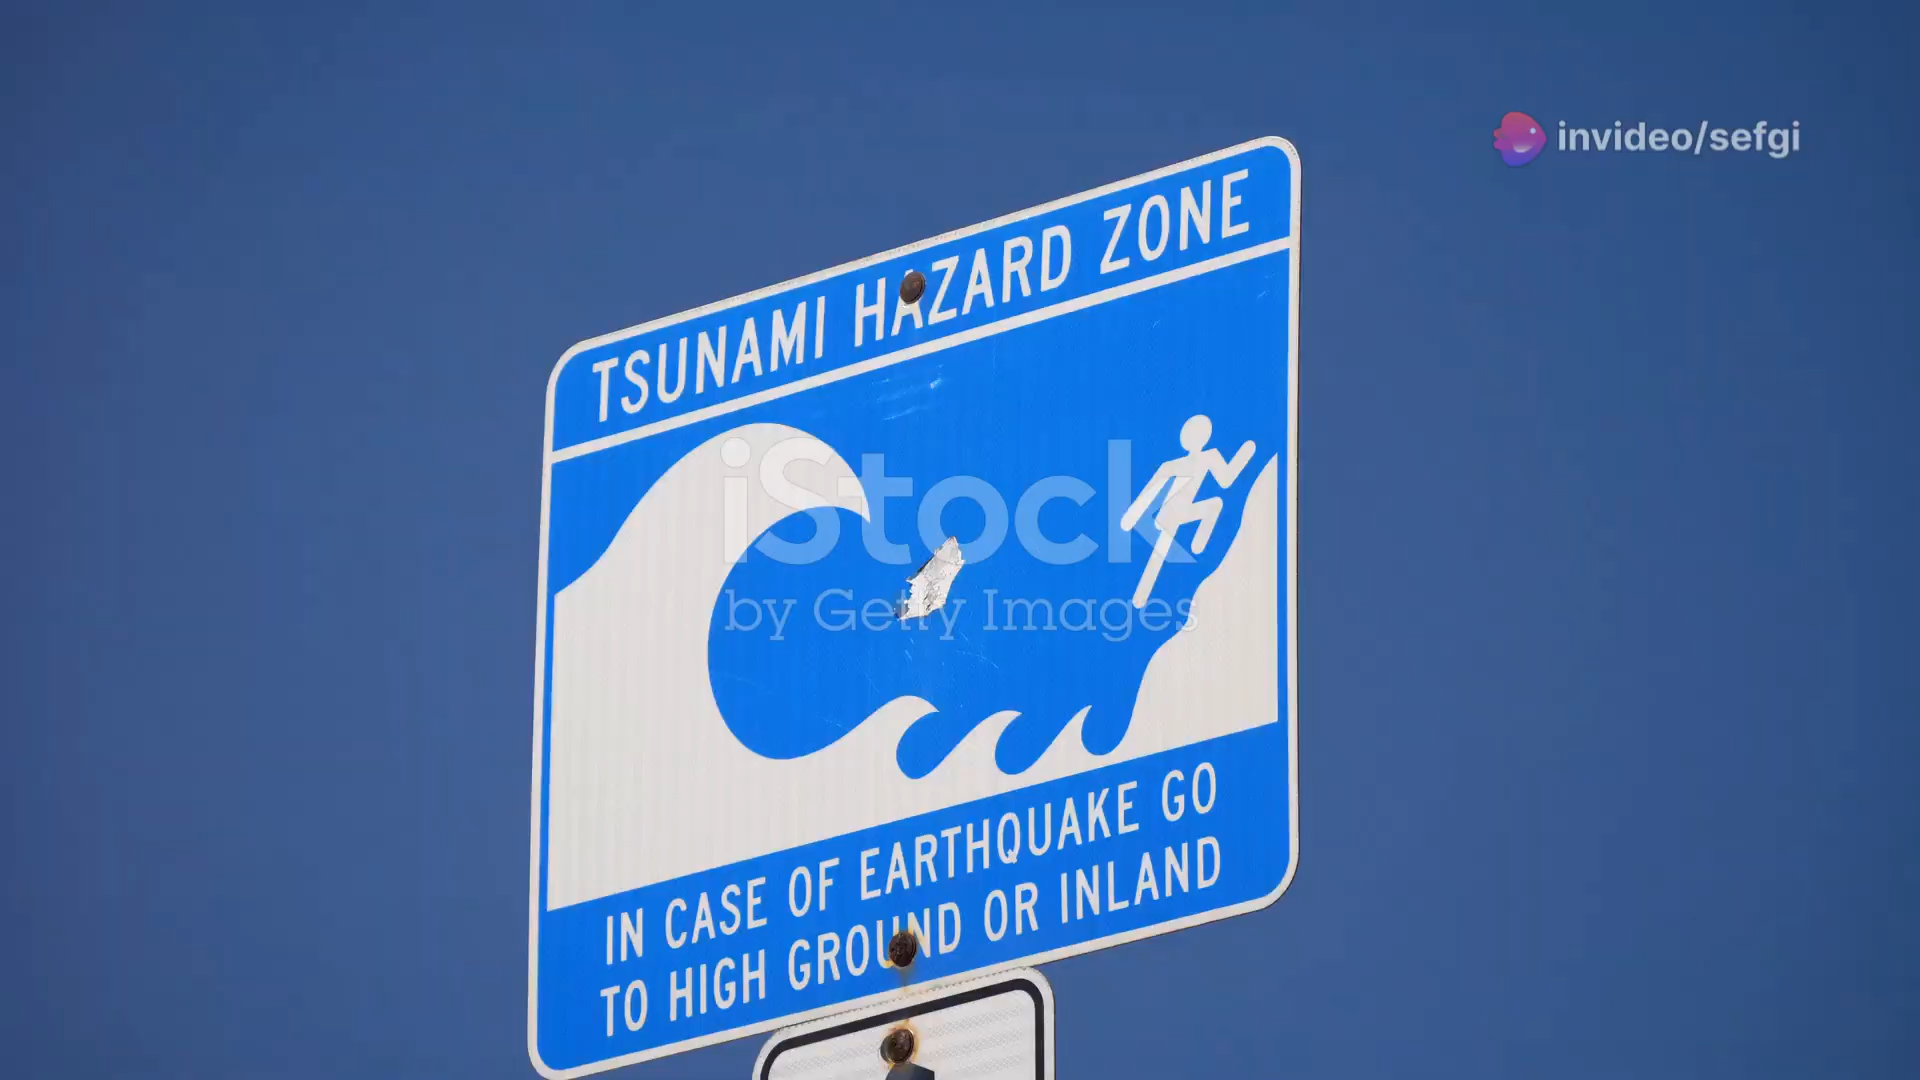 invideo/sefgi
TSUNAMI HAZARD ZONE
iStock
by Getty Images
IN CASE OF EARTHQUAKE GO
TO HIGH GROUND OR INLAND